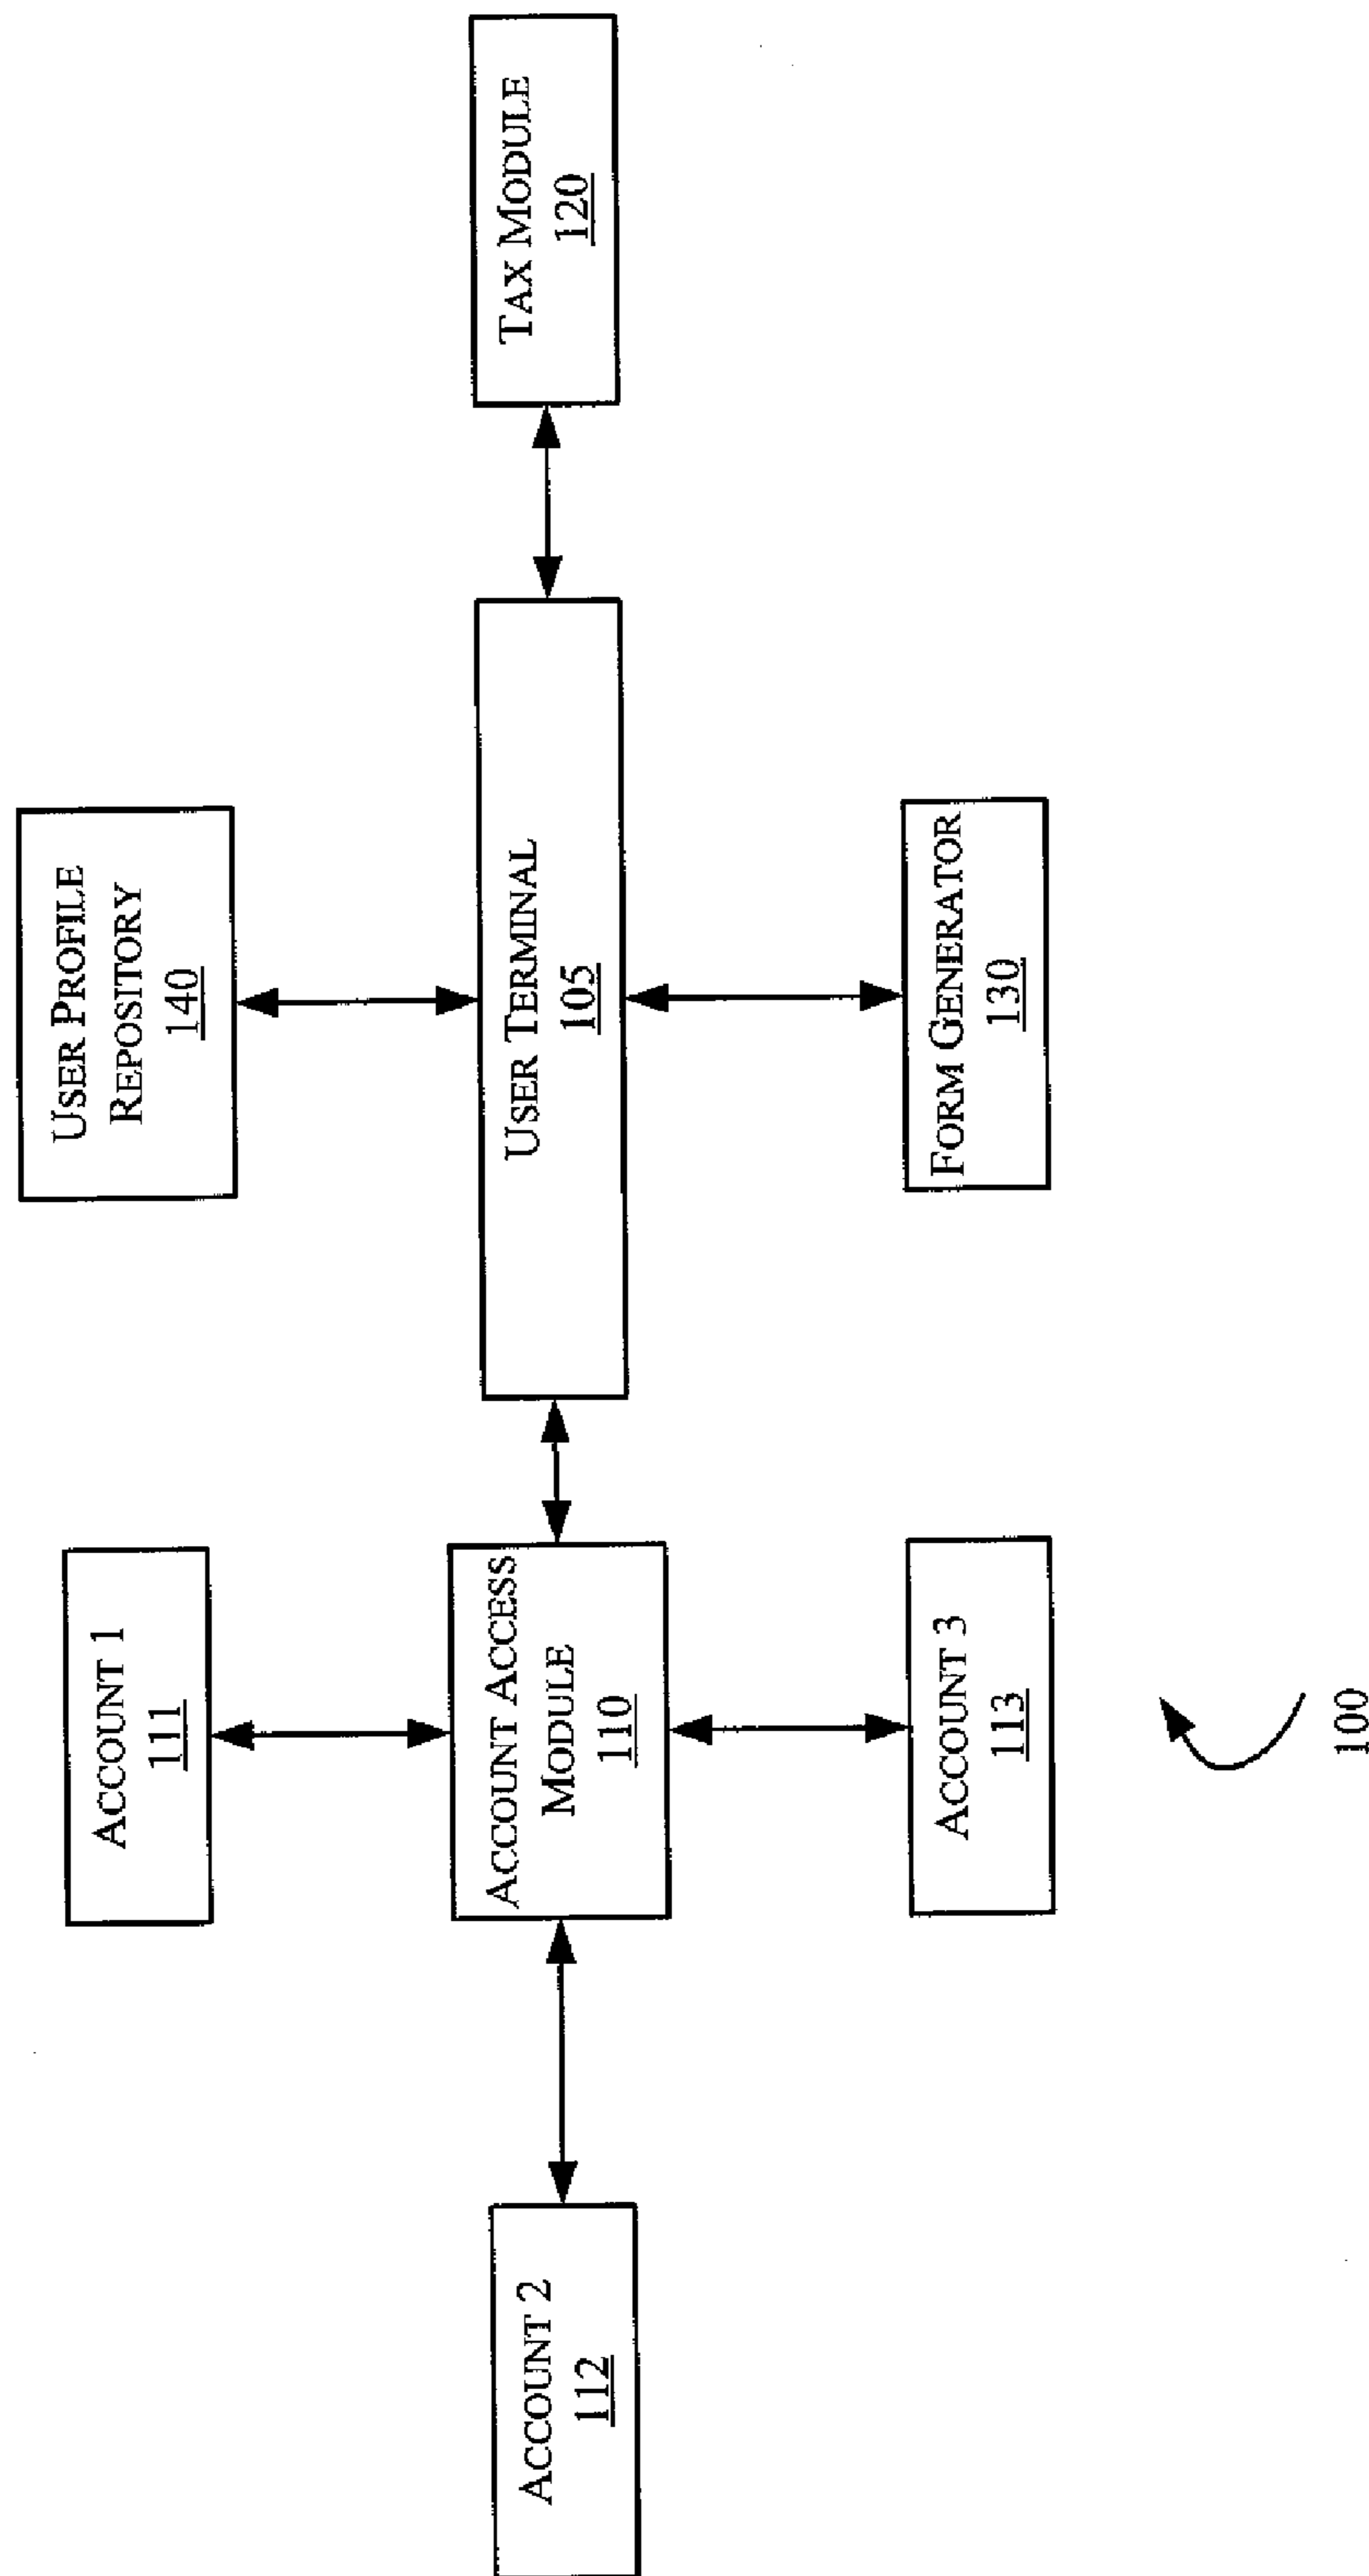 USER PROFILE
REPOSITORY
140
ACCOUNT 1
111
ACCOUNT 2
112
ACCOUNT ACCESS
MODULE
110
USER TERMINAL
105
TAX MODULE
120
ACCOUNT 3
113
FORM GENERATOR
130
100